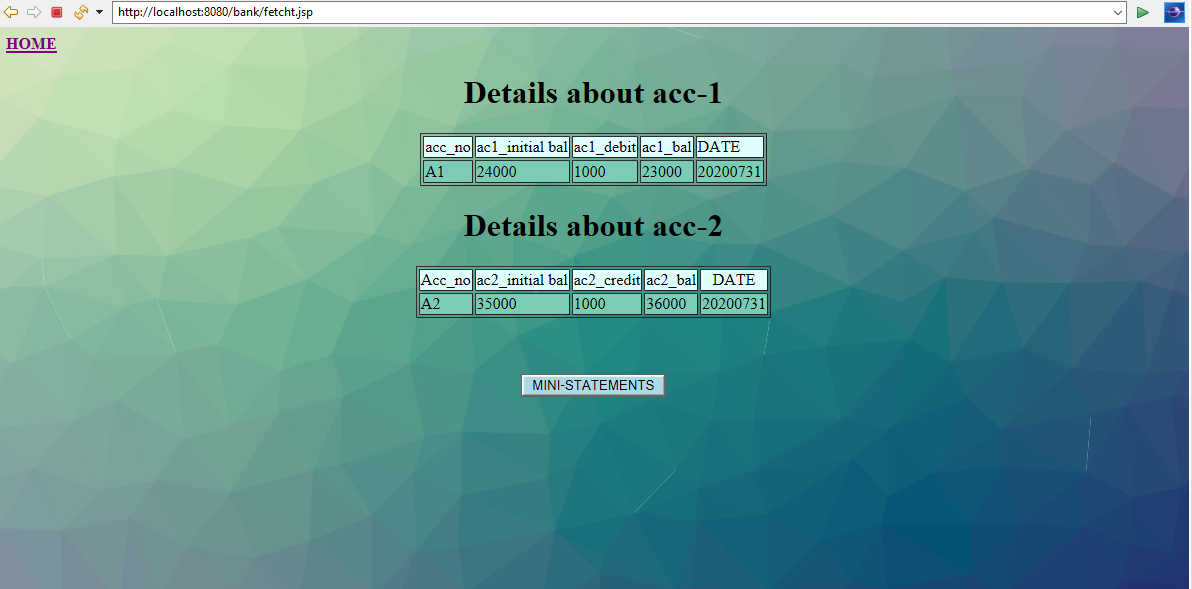 http://localhost:8080/bank/fetcht.jsp
HOME
Details about acc-1
acc_no ac1_initial bal ac1_debit ac1_bal DATE
A1 24000 1000 23000 20200731
Details about acc-2
Acc_no ac2_initial bal ac2_credit ac2_bal DATE
A2 35000 1000 36000 20200731
MINI-STATEMENTS